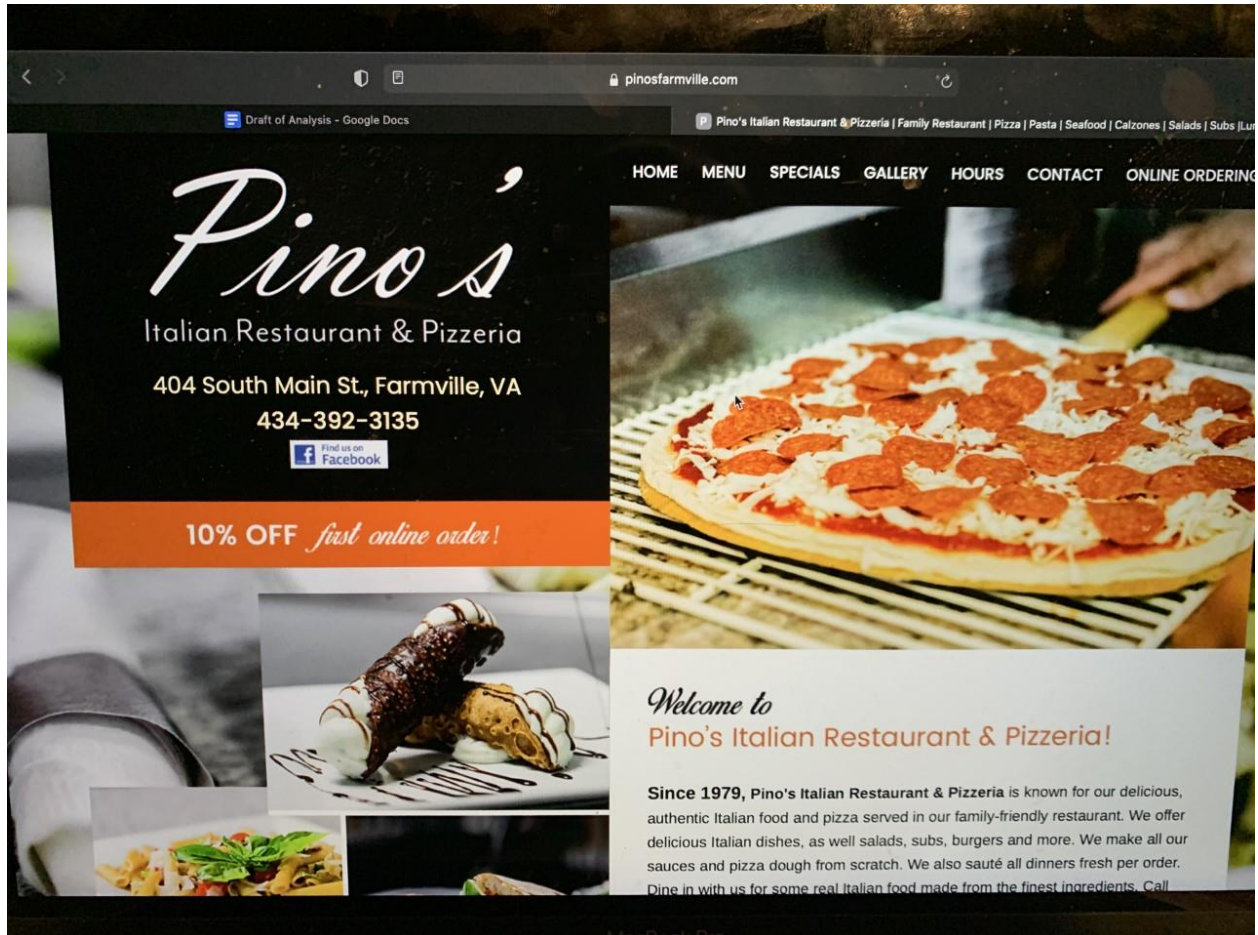 pinosfarmville.com
Draft of Analysis - Google Docs
P Pino's Italian Restaurant & Pizzeria | Family Restaurant | Pizza | Pasta | Seafood | Calzones | Salads | Subs |Lun
HOME MENU SPECIALS GALLERY HOURS CONTACT ONLINE ORDERING
Pino's
Italian Restaurant & Pizzeria
404 South Main St., Farmville, VA
434-392-3135
f Find us on
Facebook
10% OFF first online order!
Welcome to
Pino's Italian Restaurant & Pizzeria!
Since 1979, Pino's Italian Restaurant & Pizzeria is known for our delicious,
authentic Italian food and pizza served in our family-friendly restaurant. We offer
delicious Italian dishes, as well salads, subs, burgers and more. We make all our
sauces and pizza dough from scratch. We also sauté all dinners fresh per order.
Dine in with us for some real Italian food made from the finest ingredients. Call
MacBook Pro